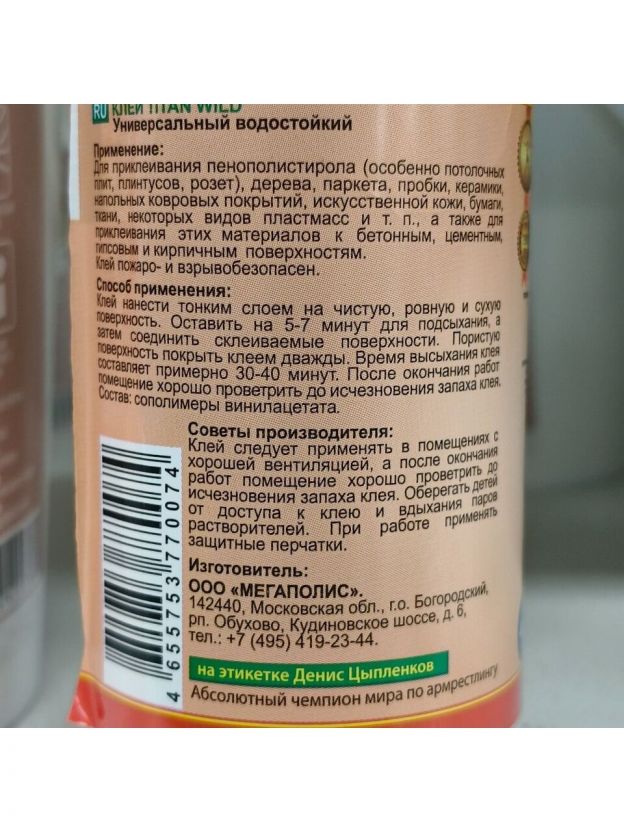 RU КЛЕЙ TITAN WILD
Универсальный водостойкий
Применение:
Для приклеивания пенополистирола (особенно потолочных
плит, плинтусов, розет), дерева, паркета, пробки, керамики,
напольных ковровых покрытий, искусственной кожи, бумаги,
ткани, некоторых видов пластмасс и т. п., а также для
приклеивания этих материалов к бетонным, цементным,
гипсовым и кирпичным поверхностям.
Клей пожаро- и взрывобезопасен.
Способ применения:
Клей нанести тонким слоем на чистую, ровную и сухую
поверхность. Оставить на 5-7 минут для подсыхания, а
затем соединить склеиваемые поверхности. Пористую
поверхность покрыть клеем дважды. Время высыхания клея
составляет примерно 30-40 минут. После окончания работ
помещение хорошо проветрить до исчезновения запаха клея.
Состав: сополимеры винилацетата.
Советы производителя:
Клей следует применять в помещениях с
хорошей вентиляцией, а после окончания
работ помещение хорошо проветрить до
исчезновения запаха клея. Оберегать детей
от доступа к клею и вдыхания паров
растворителей. При работе применять
защитные перчатки.
Изготовитель:
ООО «МЕГАПОЛИС».
142440, Московская обл., г.о. Богородский,
рп. Обухово, Кудиновское шоссе, д. 6,
тел.: +7 (495) 419-23-44.
на этикетке Денис Цыпленков
Абсолютный чемпион мира по армрестлингу
4 655753 770074